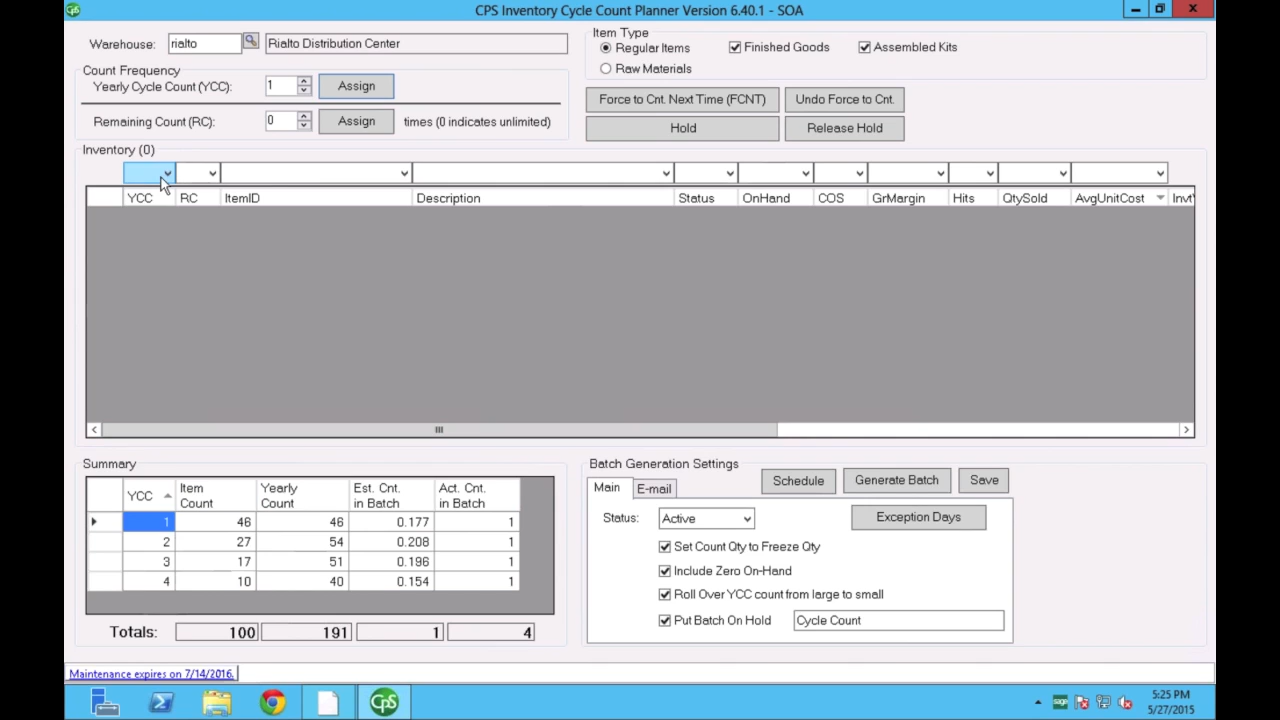 CPS Inventory Cycle Count Planner Version 6.40.1 - SOA
Warehouse: rialto Rialto Distribution Center
Item Type
Regular Items Finished Goods Assembled Kits
Raw Materials
Count Frequency
Yearly Cycle Count (YCC): 1 Assign
Remaining Count (RC): 0 Assign times (0 indicates unlimited)
Force to Cnt. Next Time (FCNT) Undo Force to Cnt.
Hold Release Hold
Inventory (0)
YCC RC ItemID Description Status OnHand COS GrMargin Hits QtySold AvgUnitCost InvtV
Summary
YCC Item Count Yearly Count Est. Cnt. in Batch Act. Cnt. in Batch
1 46 46 0.177 1
2 27 54 0.208 1
3 17 51 0.196 1
4 10 40 0.154 1
Totals: 100 191 1 4
Batch Generation Settings
Schedule Generate Batch Save
Main E-mail
Status: Active Exception Days
Set Count Qty to Freeze Qty
Include Zero On-Hand
Roll Over YCC count from large to small
Put Batch On Hold Cycle Count
Maintenance expires on 7/14/2016.
CPS
sage
5:25 PM
5/27/2015